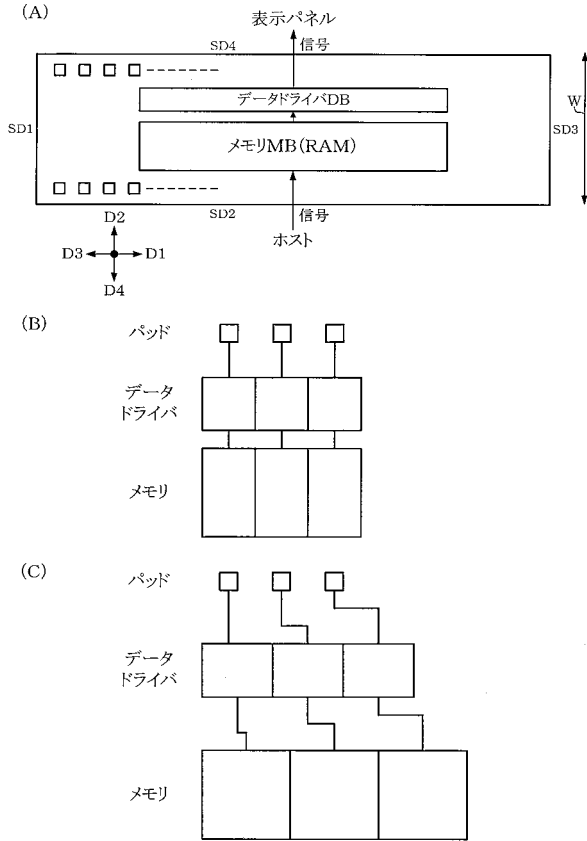 (A)
表示パネル
SD4
信号
データドライバDB
W
SD1
メモリMB(RAM)
SD3
SD2
信号
D2
ホスト
D3
D1
D4
(B)
パッド
データ
ドライバ
メモリ
(C)
パッド
データ
ドライバ
メモリ